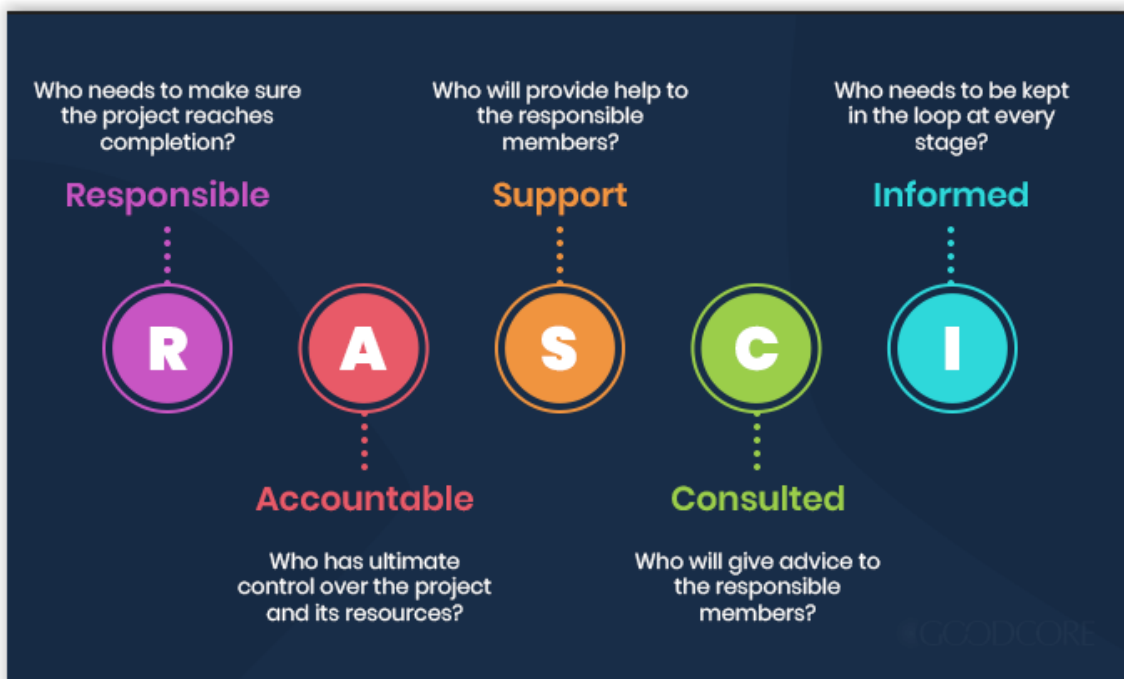 Who needs to make sure
the project reaches
completion?
Responsible
Who will provide help to
the responsible
members?
Support
Who needs to be kept
in the loop at every
stage?
Informed
R
A
S
C
I
Accountable
Who has ultimate
control over the project
and its resources?
Consulted
Who will give advice to
the responsible
members?
GOODCORE